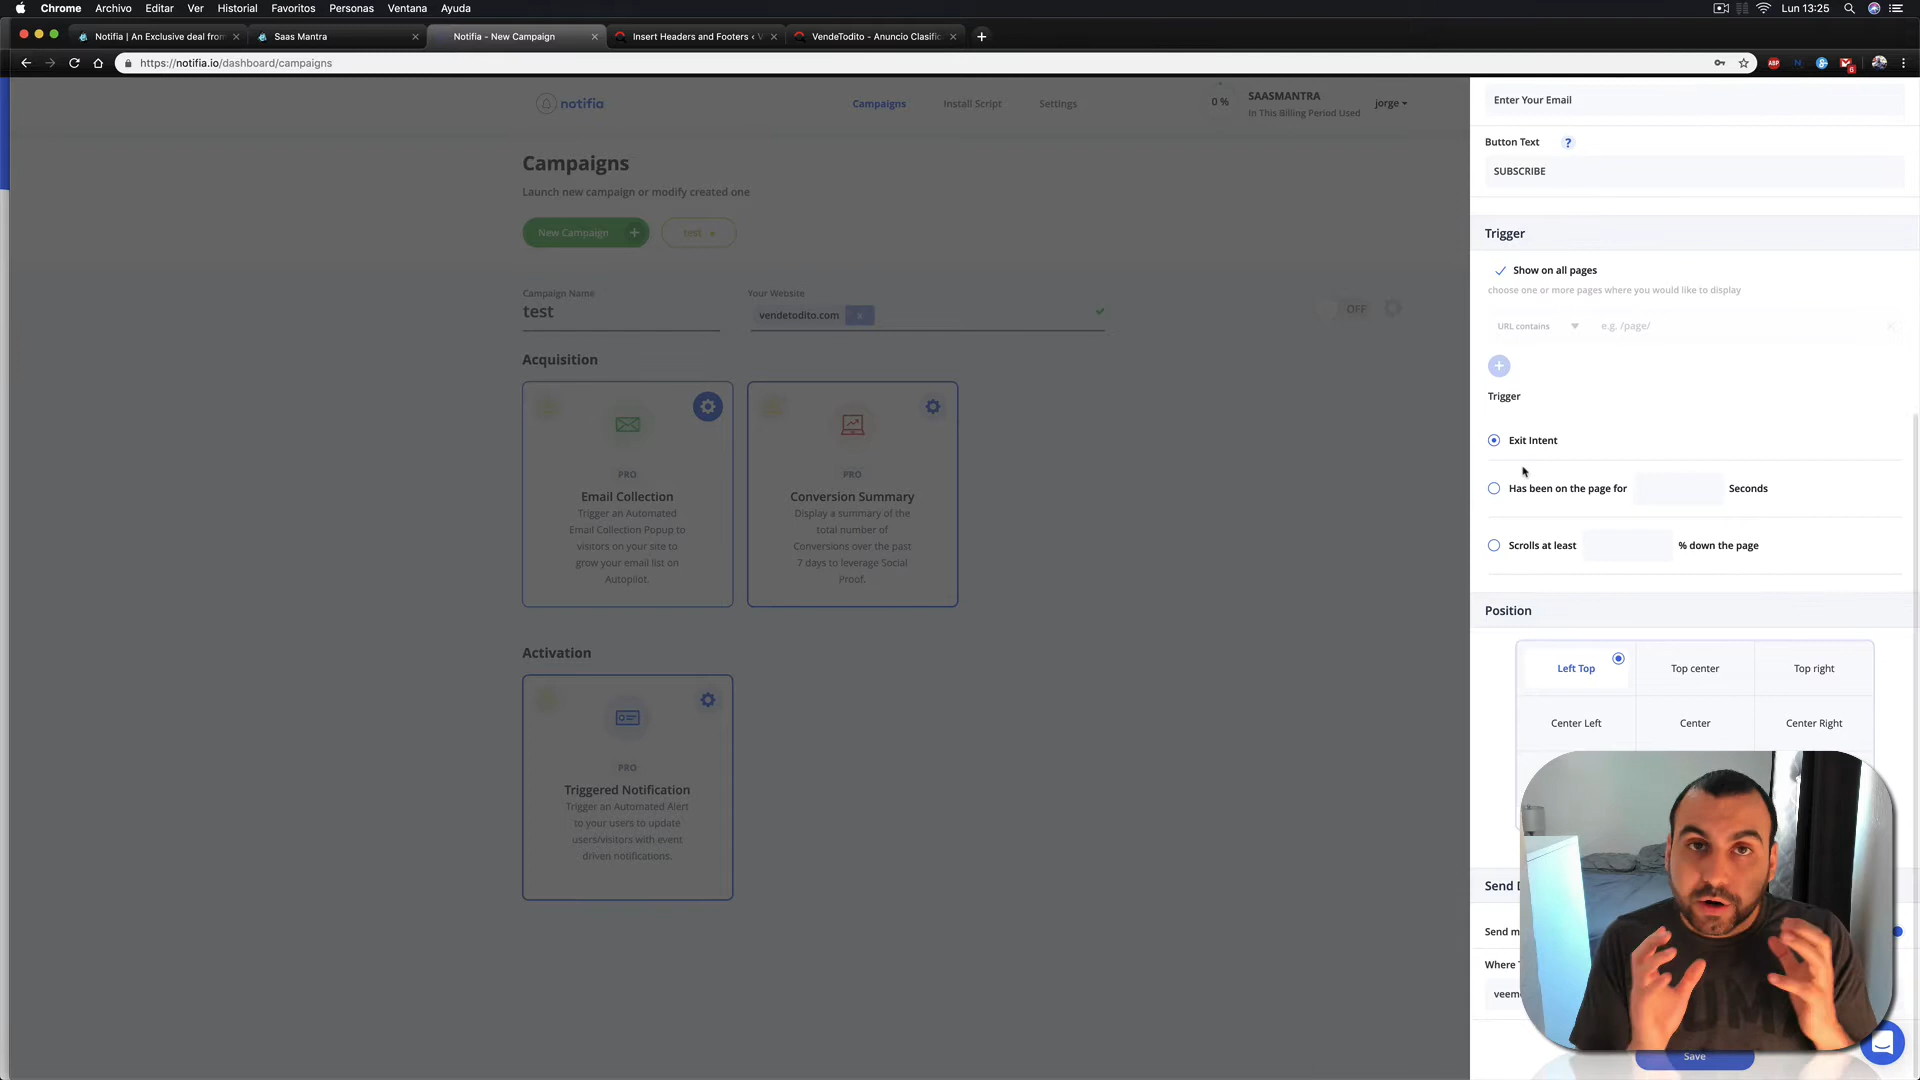 Chrome Archivo Editar Ver Historial Favoritos Personas Ventana Ayuda Lun 13:25
Notifia | An Exclusive deal from
Saas Mantra
Notifia - New Campaign
Insert Headers and Footers ‹
VendeTodito - Anuncio Clasific
https://notifia.io/dashboard/campaigns
notifia
Campaigns
Install Script
Settings
0 %
SAASMANTRA
In This Billing Period Used
jorge
Campaigns
Launch new campaign or modify created one
New Campaign +
test
Campaign Name
test
Your Website
vendetodito.com x
OFF
Acquisition
PRO
Email Collection
Trigger an Automated
Email Collection Popup to
visitors on your site to
grow your email list on
Autopilot.
PRO
Conversion Summary
Display a summary of the
total number of
Conversions over the past
7 days to leverage Social
Proof.
Activation
PRO
Triggered Notification
Trigger an Automated Alert
to your users to update
users/visitors with event
driven notifications.
Enter Your Email
Button Text ?
SUBSCRIBE
Trigger
Show on all pages
choose one or more pages where you would like to display
URL contains e.g. /page/
+
Trigger
Exit Intent
Has been on the page for Seconds
Scrolls at least % down the page
Position
Left Top Top center Top right
Center Left Center Center Right
Send
Send m
Where
veem
Save